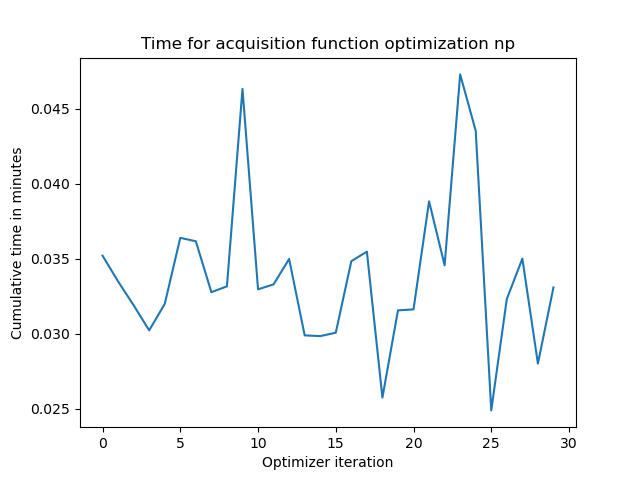 Time for acquisition function optimization np
Cumulative time in minutes
0.045
0.040
0.035
0.030
0.025
0 5 10 15 20 25 30
Optimizer iteration